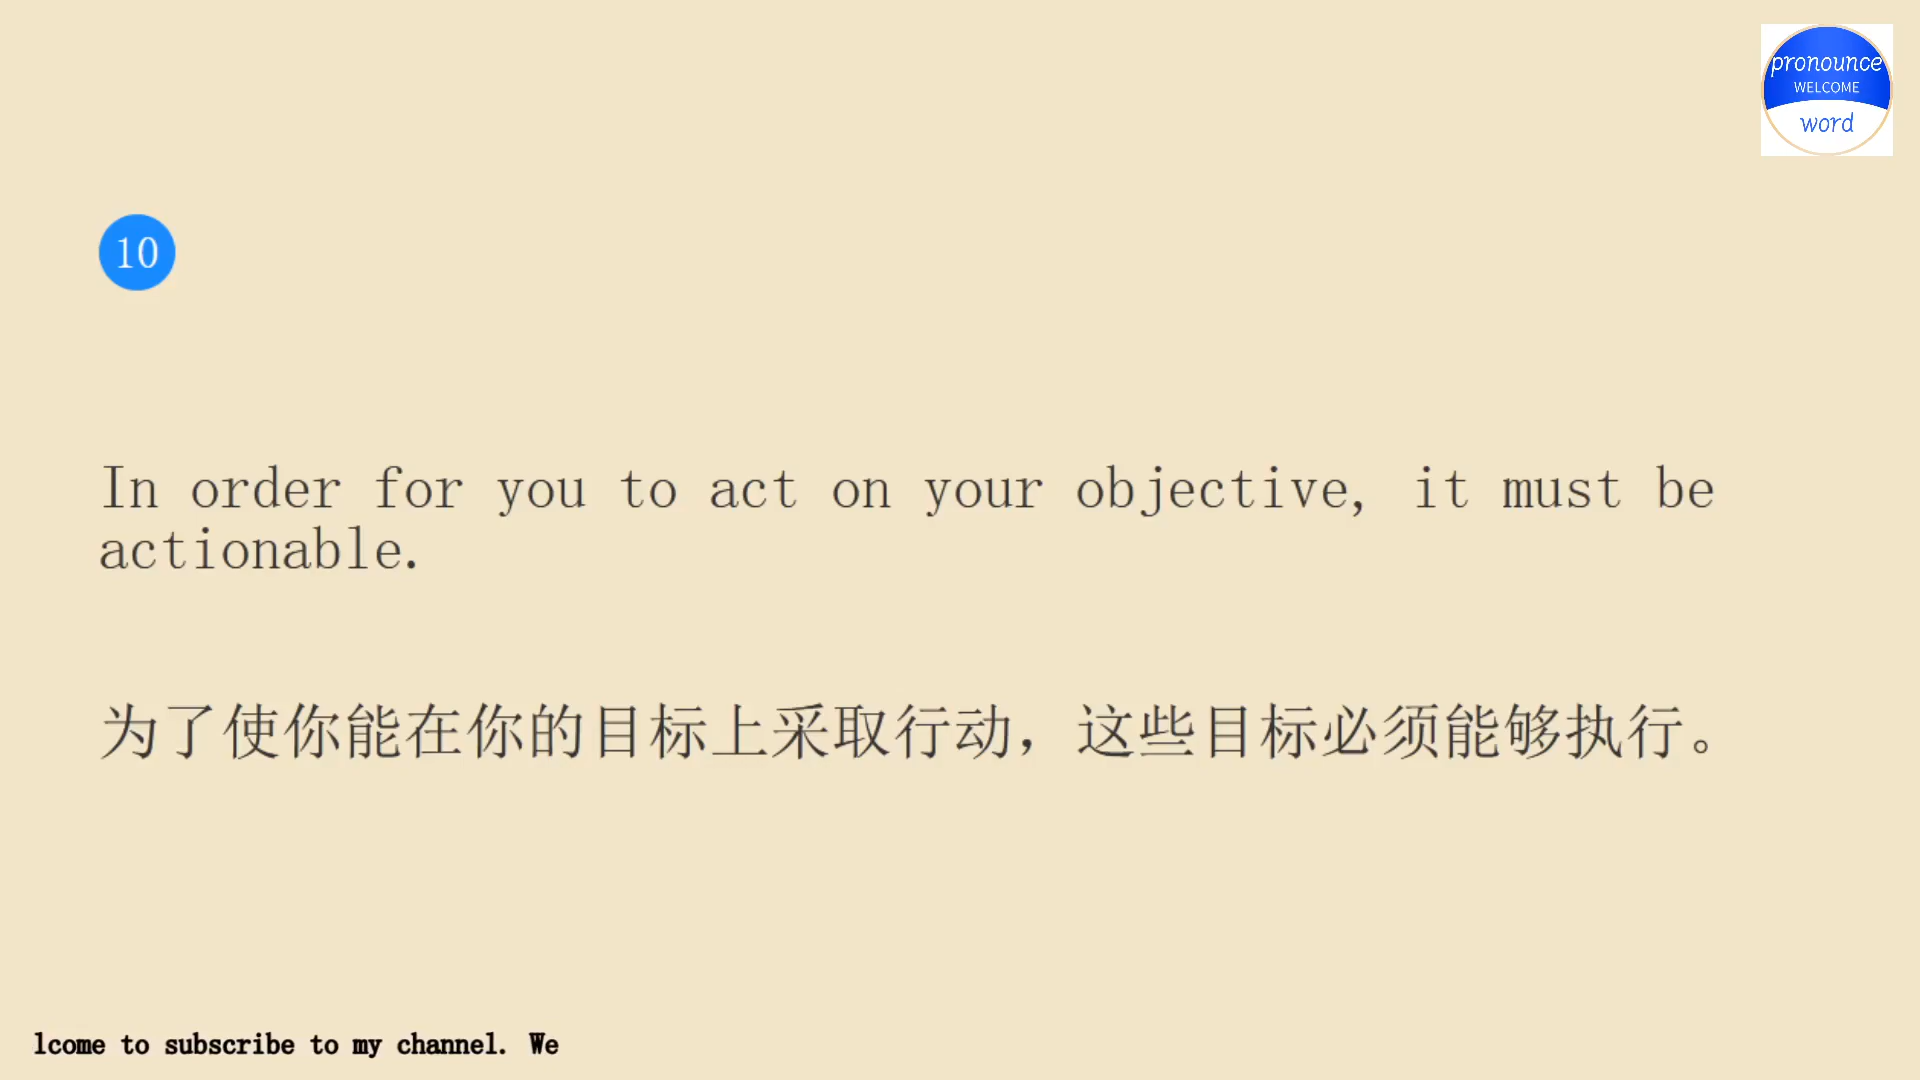 pronounce
WELCOME
word
10
In order for you to act on your objective, it must be
actionable.
为了使你能在你的目标上采取行动，这些目标必须能够执行。
lcome to subscribe to my channel. We